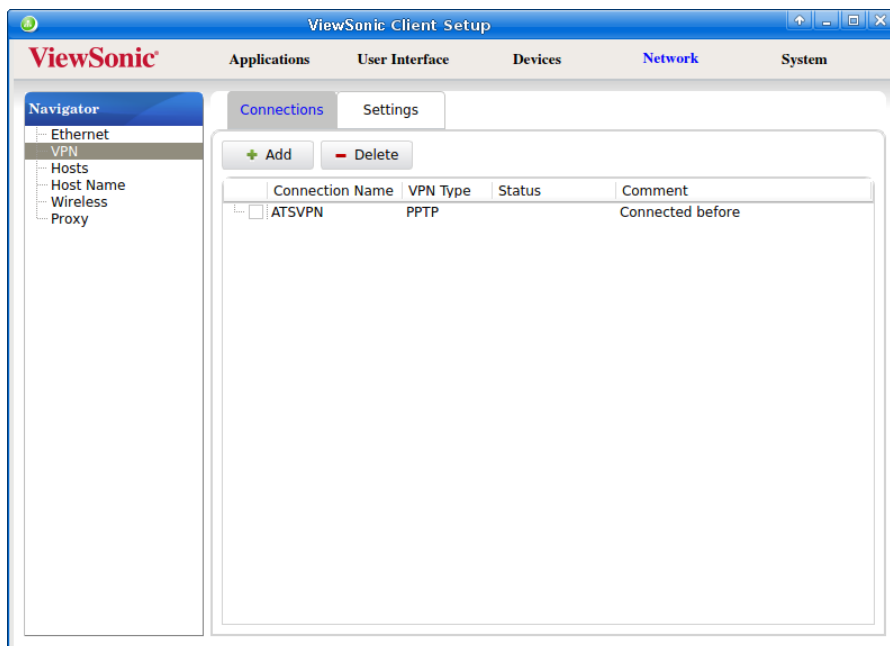 ViewSonic Client Setup
ViewSonic®
Applications User Interface Devices Network System
Navigator
Ethernet
VPN
Hosts
Host Name
Wireless
Proxy
Connections Settings
Add Delete
Connection Name VPN Type Status Comment
ATSVPN PPTP Connected before